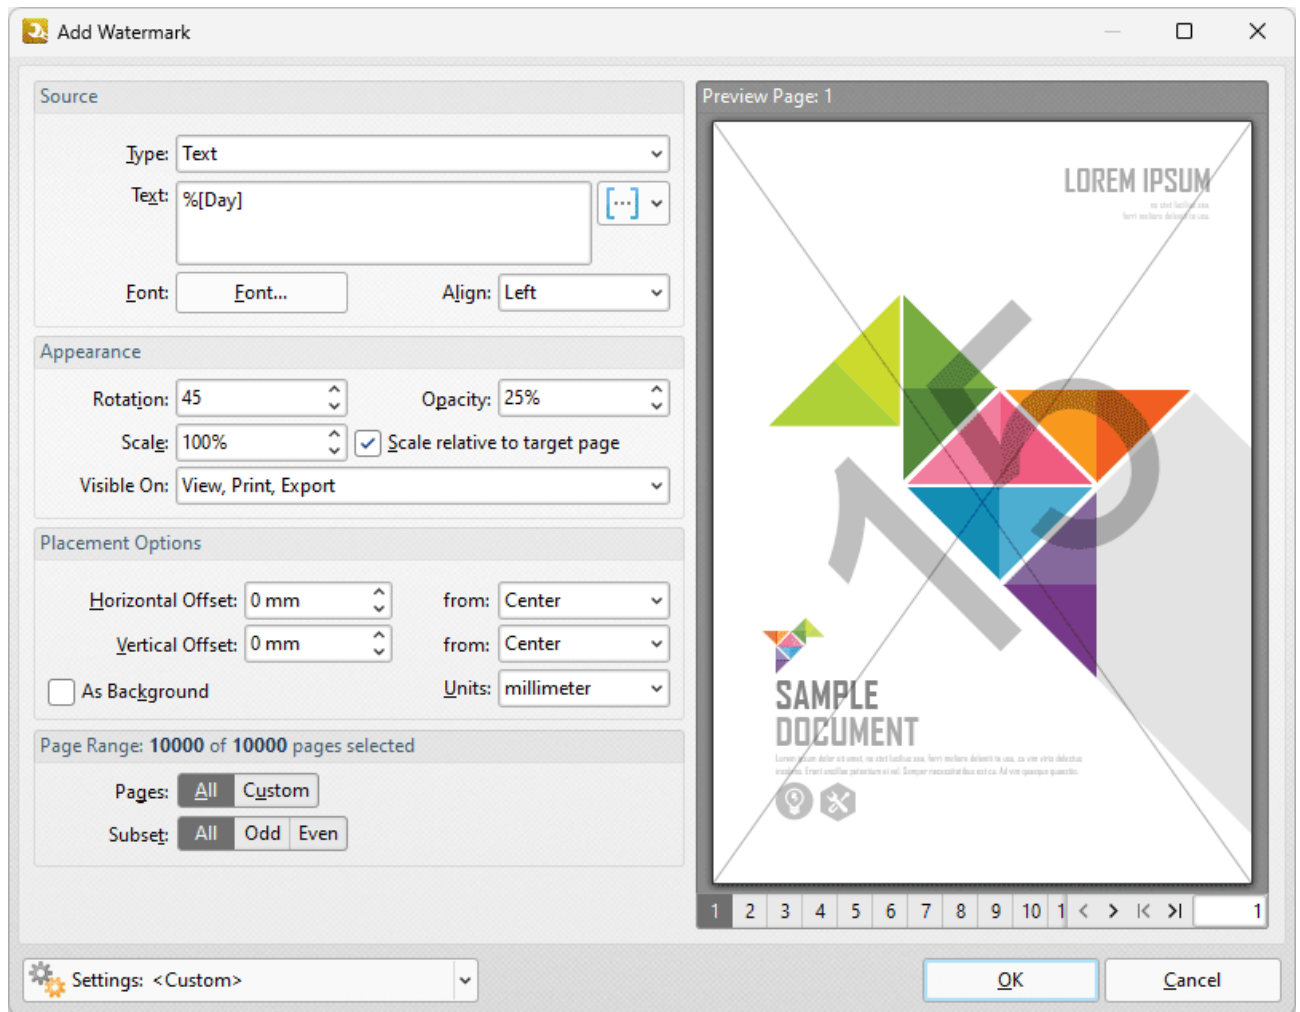 Add Watermark
Source
Type: Text
Text: %[Day]
Font: Font... Align: Left
Appearance
Rotation: 45 Opacity: 25%
Scale: 100% Scale relative to target page
Visible On: View, Print, Export
Placement Options
Horizontal Offset: 0 mm from: Center
Vertical Offset: 0 mm from: Center
As Background Units: millimeter
Page Range: 10000 of 10000 pages selected
Pages: All Custom
Subset: All Odd Even
Preview Page: 1
LOREM IPSUM
15
SAMPLE
DOCUMENT
1 2 3 4 5 6 7 8 9 10 1 1
Settings: <Custom>
OK Cancel